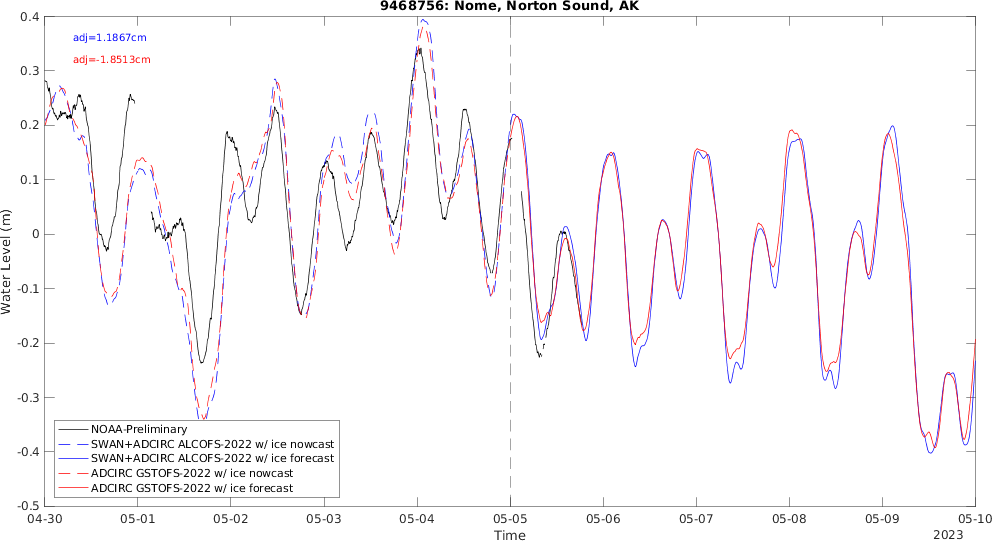 9468756: Nome, Norton Sound, AK
adj=1.1867cm
adj=-1.8513cm
Water Level (m)
0.4
0.3
0.2
0.1
0
-0.1
-0.2
-0.3
-0.4
-0.5
NOAA-Preliminary
SWAN+ADCIRC ALCOFS-2022 w/ ice nowcast
SWAN+ADCIRC ALCOFS-2022 w/ ice forecast
ADCIRC GSTOFS-2022 w/ ice nowcast
ADCIRC GSTOFS-2022 w/ ice forecast
04-30 05-01 05-02 05-03 05-04 05-05 05-06 05-07 05-08 05-09 05-10
Time
2023